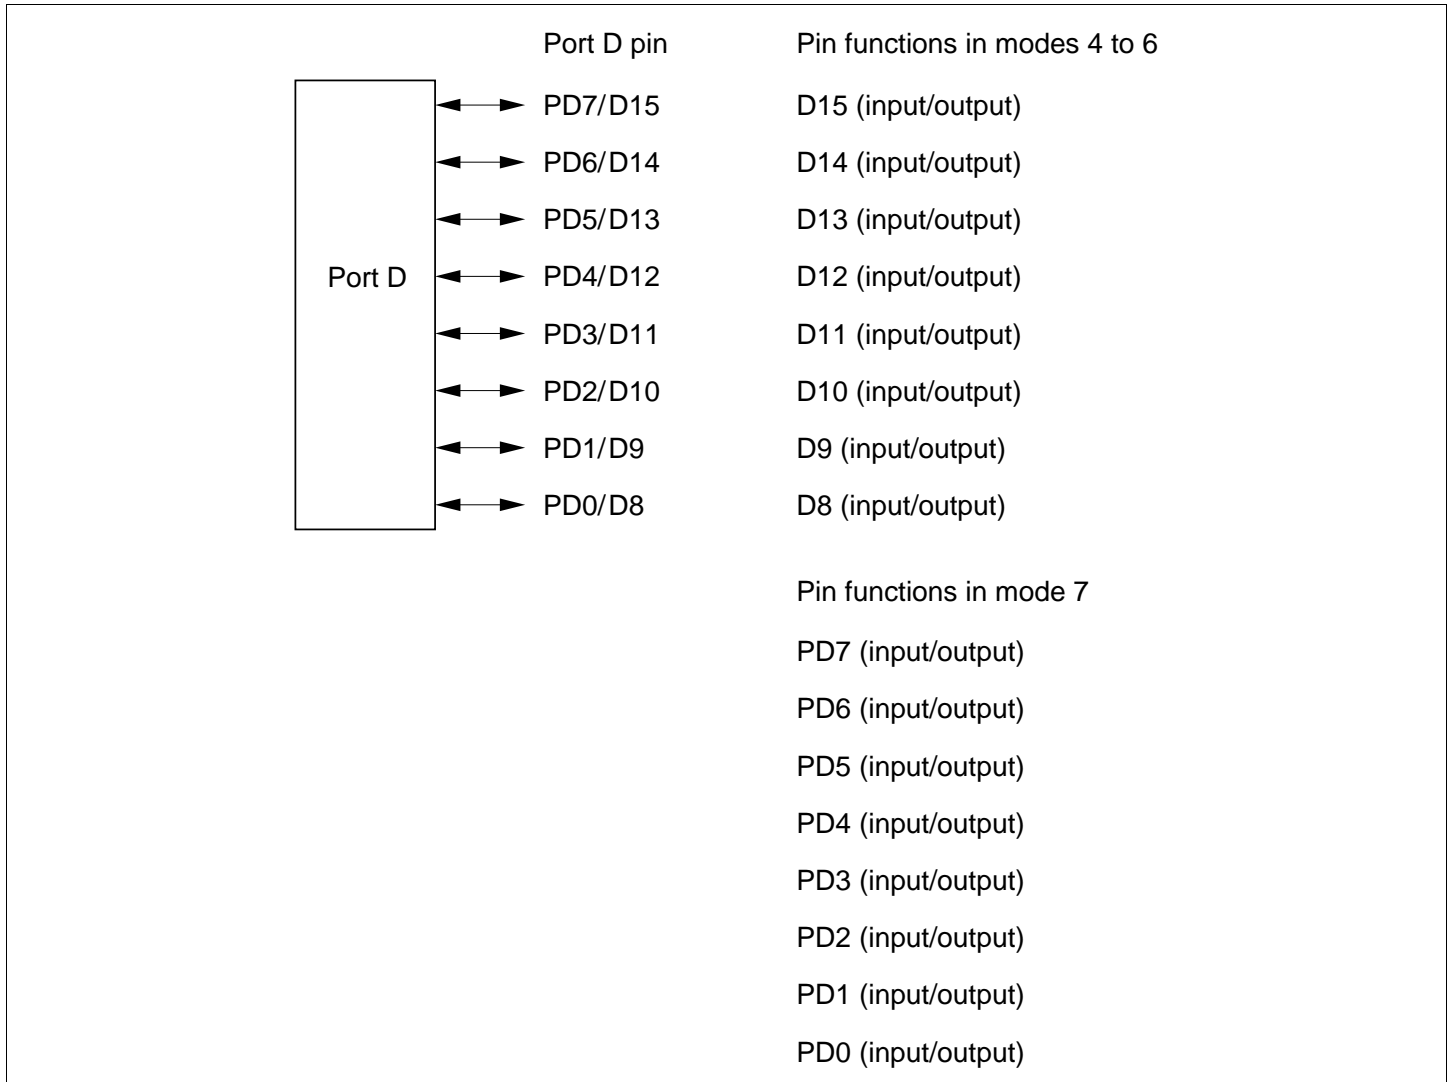 Port D pin Pin functions in modes 4 to 6
PD7/D15 D15 (input/output)
PD6/D14 D14 (input/output)
PD5/D13 D13 (input/output)
Port D PD4/D12 D12 (input/output)
PD3/D11 D11 (input/output)
PD2/D10 D10 (input/output)
PD1/D9 D9 (input/output)
PD0/D8 D8 (input/output)
Pin functions in mode 7
PD7 (input/output)
PD6 (input/output)
PD5 (input/output)
PD4 (input/output)
PD3 (input/output)
PD2 (input/output)
PD1 (input/output)
PD0 (input/output)